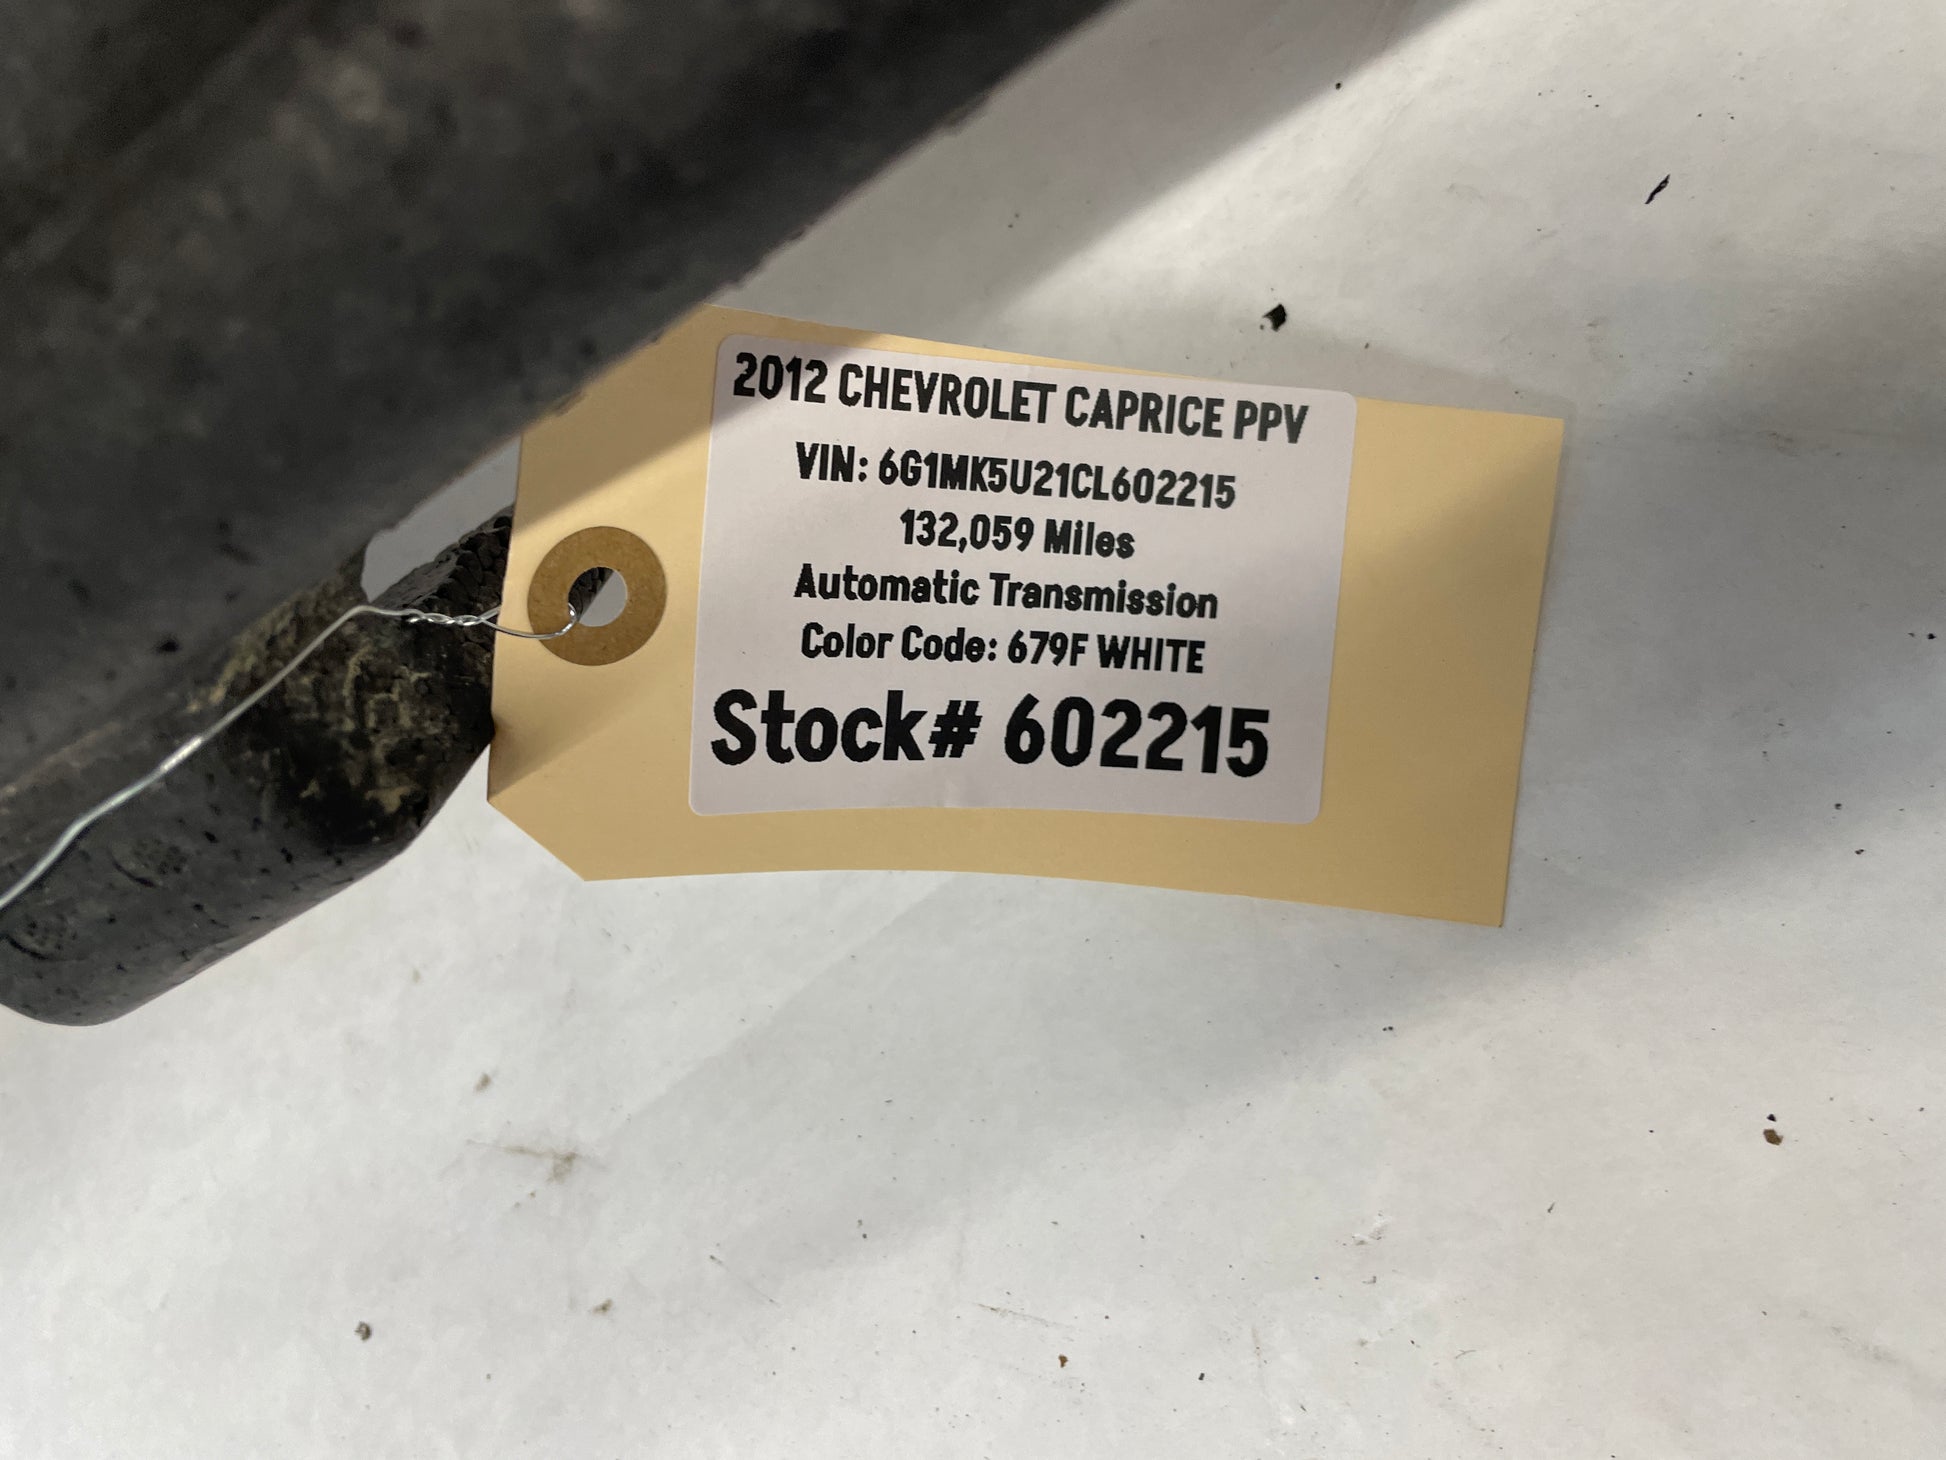 2012 CHEVROLET CAPRICE PPV
VIN: 6G1MK5U21CL602215
132,059 Miles
Automatic Transmission
Color Code: 679F WHITE
Stock# 602215